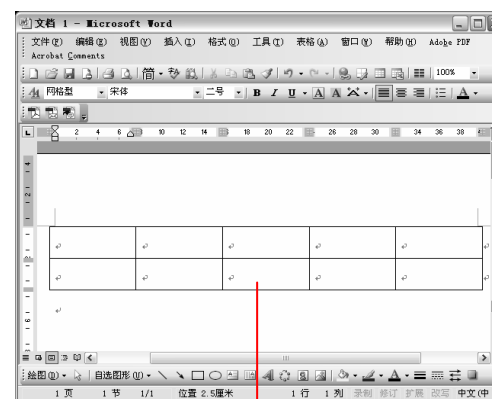 文档 1 - Microsoft Word
文件(F) 编辑(E) 视图(V) 插入(I) 格式(O) 工具(T) 表格(A) 窗口(W) 帮助(H) Adobe PDF
Acrobat Comments
简 100%
网格型 宋体 二号 B I U A A A
L 2 4 6 8 10 12 14 16 18 20 22 26 28 30 34 36 38
绘图(D) 自选图形(U) A
1 页 1 节 1/1 位置 2.5厘米 1 行 1 列 录制 修订 扩展 改写 中文(中